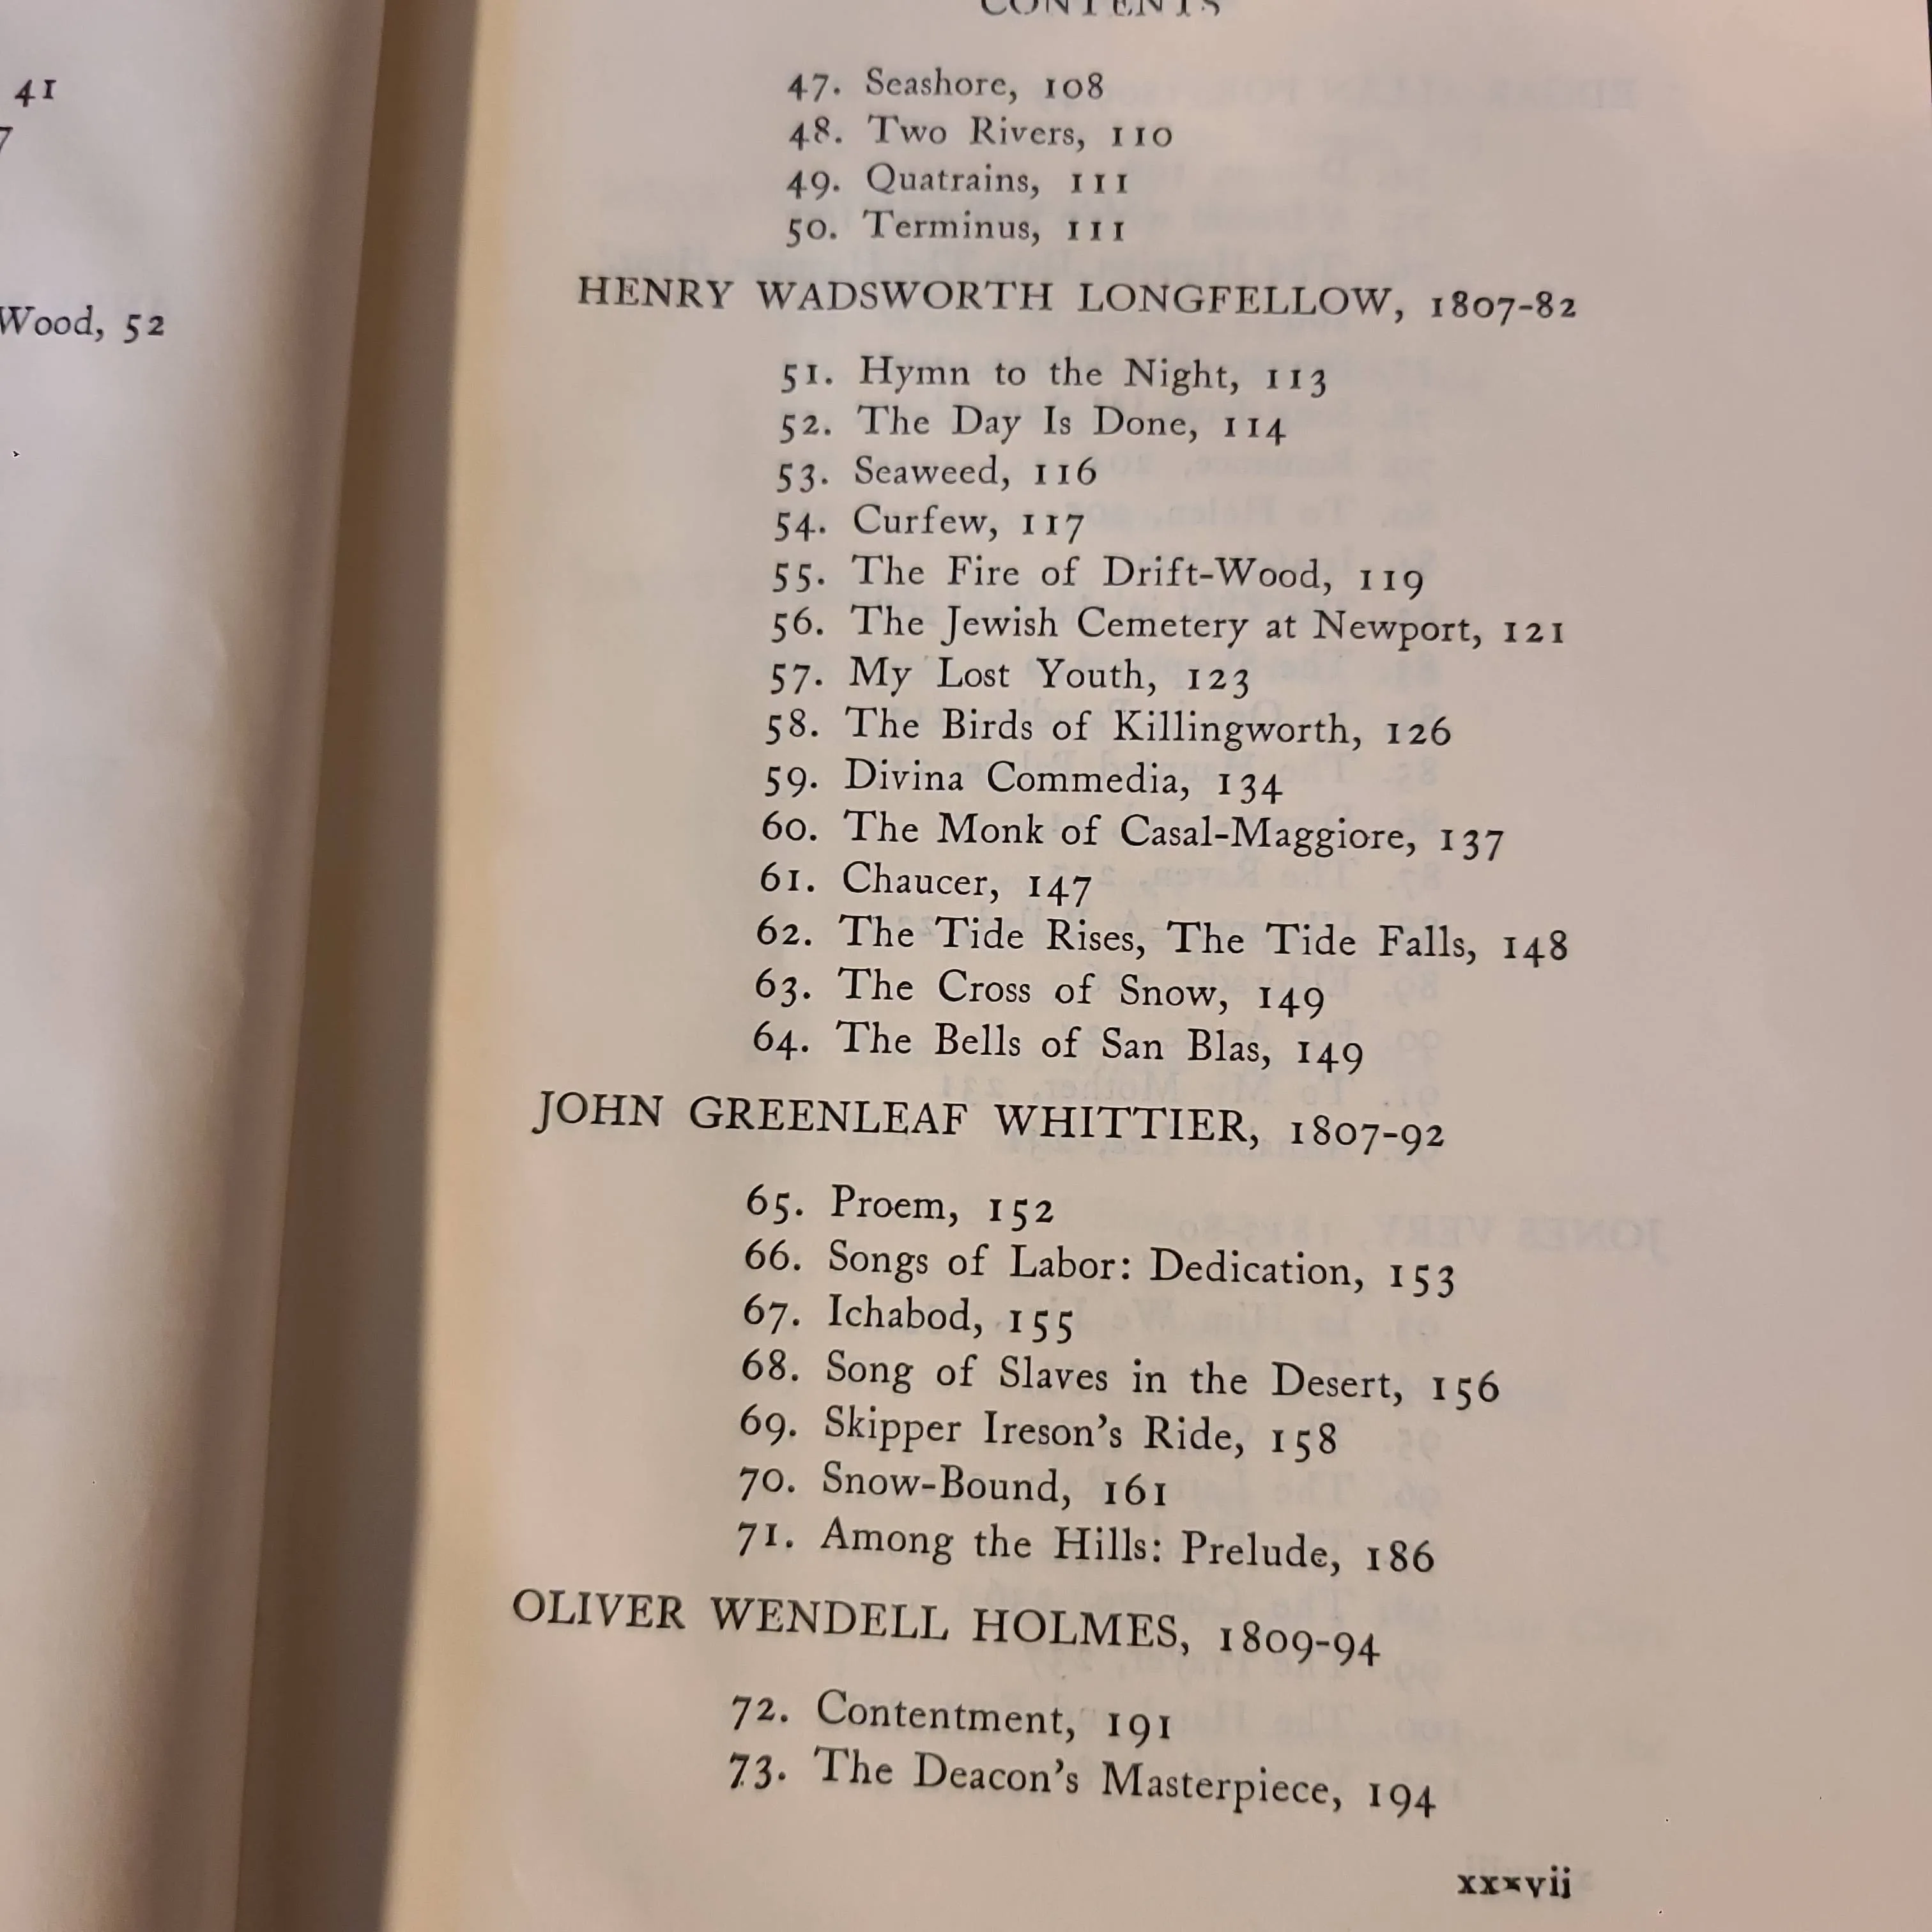 41
7
Wood, 52
CONTENTS
47. Seashore, 108
48. Two Rivers, 110
49. Quatrains, 111
50. Terminus, 111
HENRY WADSWORTH LONGFELLOW, 1807-82
51. Hymn to the Night, 113
52. The Day Is Done, 114
53. Seaweed, 116
54. Curfew, 117
55. The Fire of Drift-Wood, 119
56. The Jewish Cemetery at Newport, 121
57. My Lost Youth, 123
58. The Birds of Killingworth, 126
59. Divina Commedia, 134
60. The Monk of Casal-Maggiore, 137
61. Chaucer, 147
62. The Tide Rises, The Tide Falls, 148
63. The Cross of Snow, 149
64. The Bells of San Blas, 149
JOHN GREENLEAF WHITTIER, 1807-92
65. Proem, 152
66. Songs of Labor: Dedication, 153
67. Ichabod, 155
68. Song of Slaves in the Desert, 156
69. Skipper Ireson's Ride, 158
70. Snow-Bound, 161
71. Among the Hills: Prelude, 186
OLIVER WENDELL HOLMES, 1809-94
72. Contentment, 191
73. The Deacon's Masterpiece, 194
xxxvii